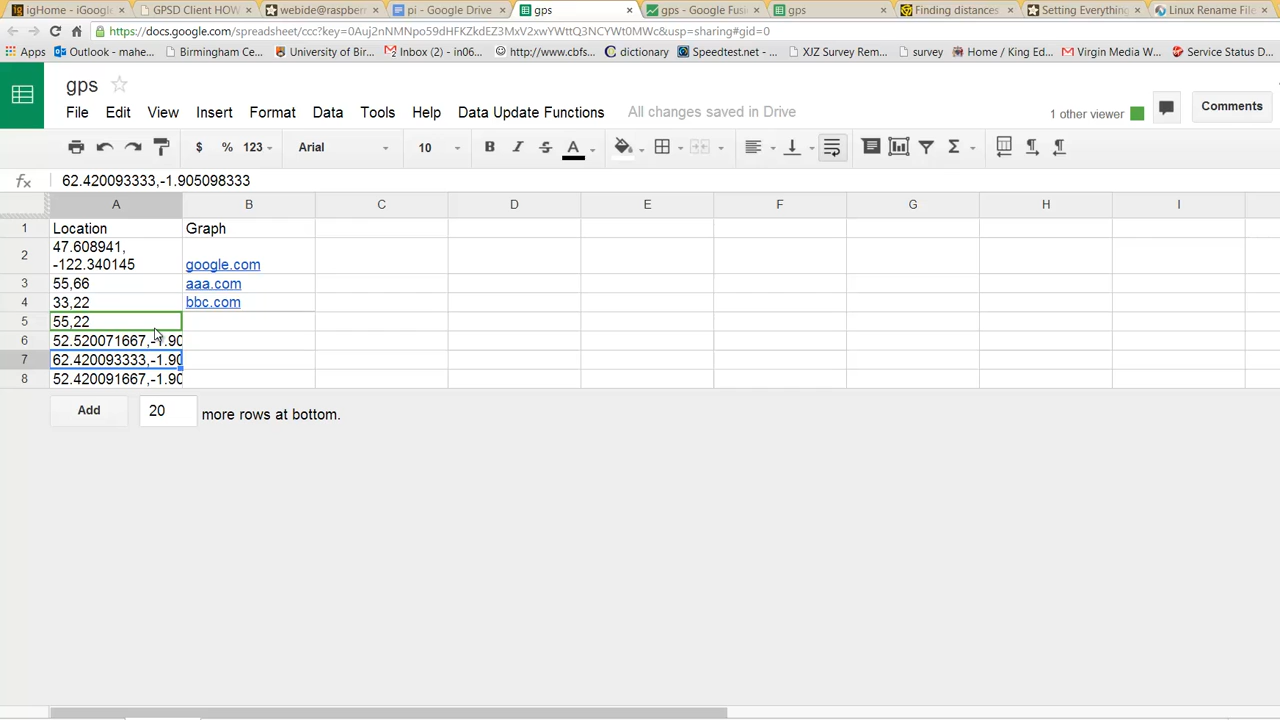 igHome - iGoogle
GPSD Client HOW
webide@raspberr
pi - Google Drive
gps
gps - Google Fusi
gps
Finding distances
Setting Everything
Linux Rename File
https://docs.google.com/spreadsheet/ccc?key=0Auj2nNMNpo59dHFKZkdEZ3MxV2xwYWttQ3NCYWt0MWc&usp=sharing#gid=0
Apps
Outlook - mahe...
Birmingham Ce...
University of Bir...
Inbox (2) - in06...
http://www.cbfs...
dictionary
Speedtest.net -...
XJZ Survey Rem...
survey
Home / King Ed...
Virgin Media W...
Service Status D...
gps
File Edit View Insert Format Data Tools Help Data Update Functions All changes saved in Drive
1 other viewer
Comments
$ % 123 Arial 10 B I S A Σ
fx 62.420093333,-1.905098333
A B C D E F G H I
1 Location Graph
2 47.608941,
-122.340145 google.com
3 55,66 aaa.com
4 33,22 bbc.com
5 55,22
6 52.520071667,-1.90
7 62.420093333,-1.90
8 52.420091667,-1.90
Add 20 more rows at bottom.